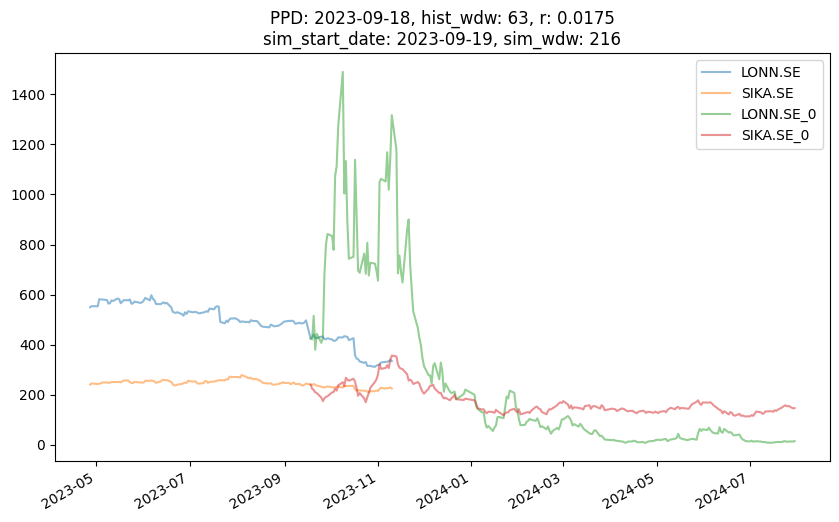 PPD: 2023-09-18, hist_wdw: 63, r: 0.0175
sim_start_date: 2023-09-19, sim_wdw: 216
LONN.SE
SIKA.SE
LONN.SE_0
SIKA.SE_0
1400
1200
1000
800
600
400
200
0
2023-05
2023-07
2023-09
2023-11
2024-01
2024-03
2024-05
2024-07